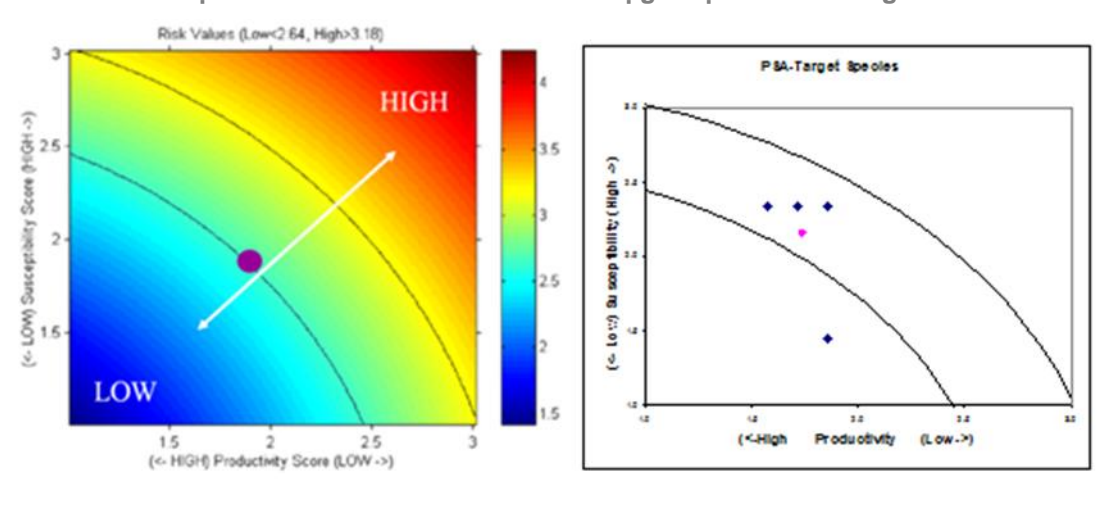 Risk Values (Low<2.64, High>3.18)
3
2.5
2
1.5
(<- LOW) Susceptibility Score (HIGH ->)
HIGH
LOW
1.5
2
2.5
3
(<- HIGH) Productivity Score (LOW ->)
4
3.5
3
2.5
2
1.5
PSA-Target Species
(<- Low) Susceptibility (High ->)
(<-High Productivity (Low->)